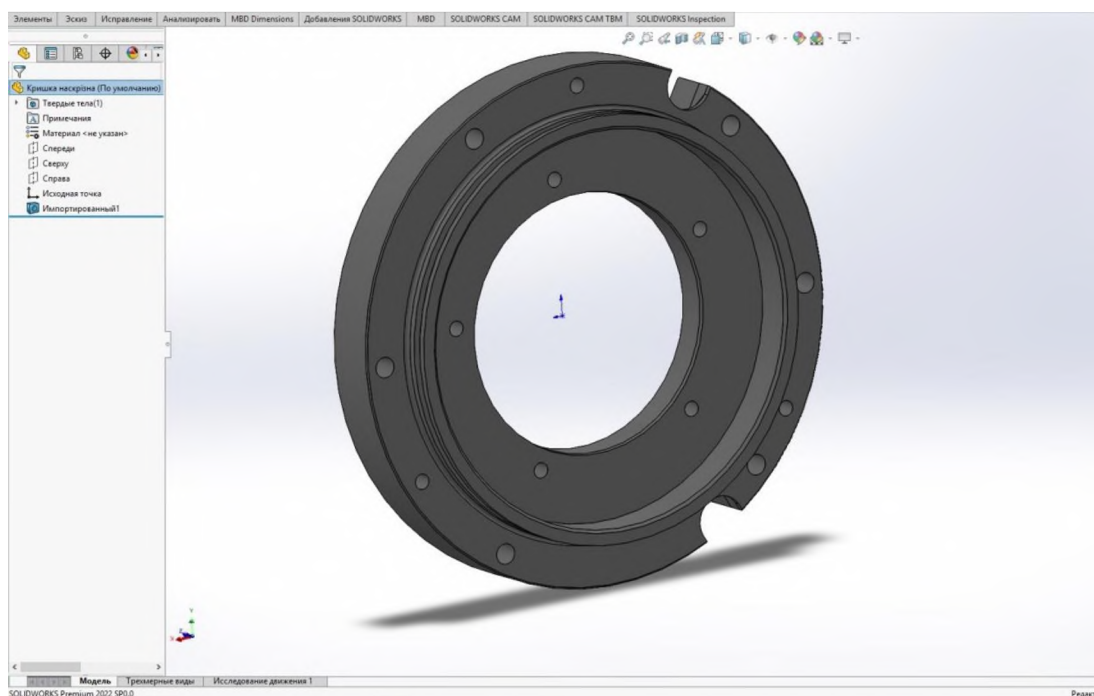 Элементы Эскиз Исправление Анализировать MBD Dimensions Добавления SOLIDWORKS MBD SOLIDWORKS CAM SOLIDWORKS CAM TBM SOLIDWORKS Inspection
Кришка наскрізна (По умолчанию)
Твердые тела(1)
Примечания
Материал <не указан>
Спереди
Сверху
Справа
Исходная точка
Импортированный1
Модель Трехмерные виды Исследование движения 1
SOLIDWORKS Premium 2022 SP0.0 Редакт